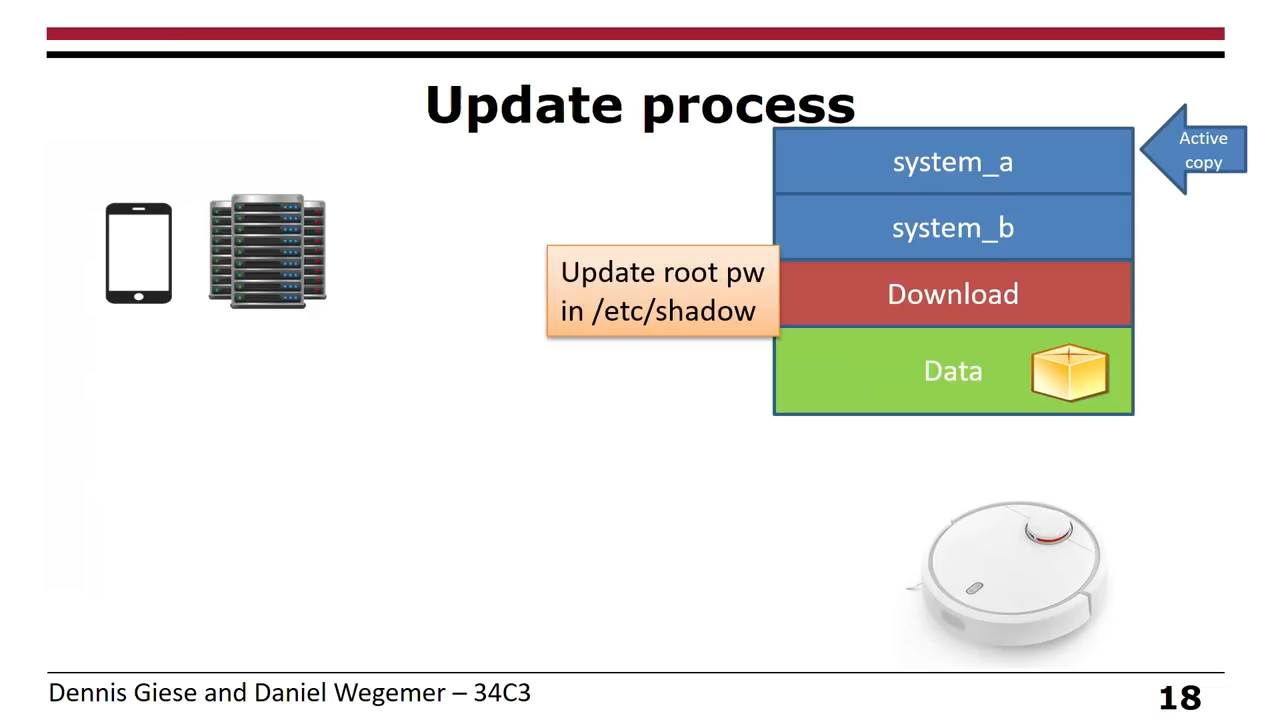 Update process
Active
copy
system_a
system_b
Update root pw
in /etc/shadow
Download
Data
Dennis Giese and Daniel Wegemer – 34C3
18